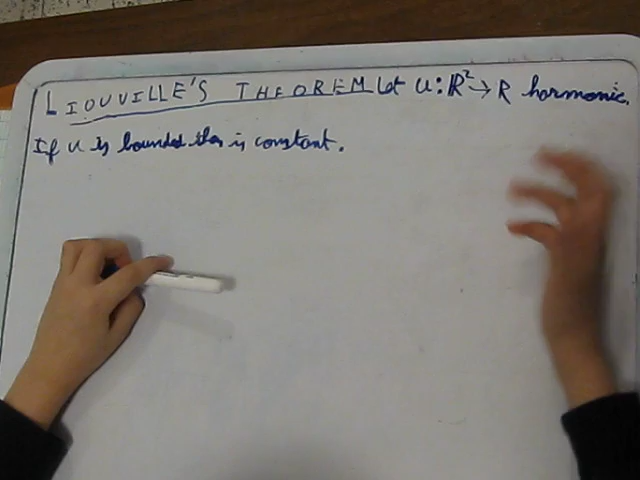 LIOUVILLE'S THEOREM Let u: R² → R harmonic.
If u is bounded then is constant.